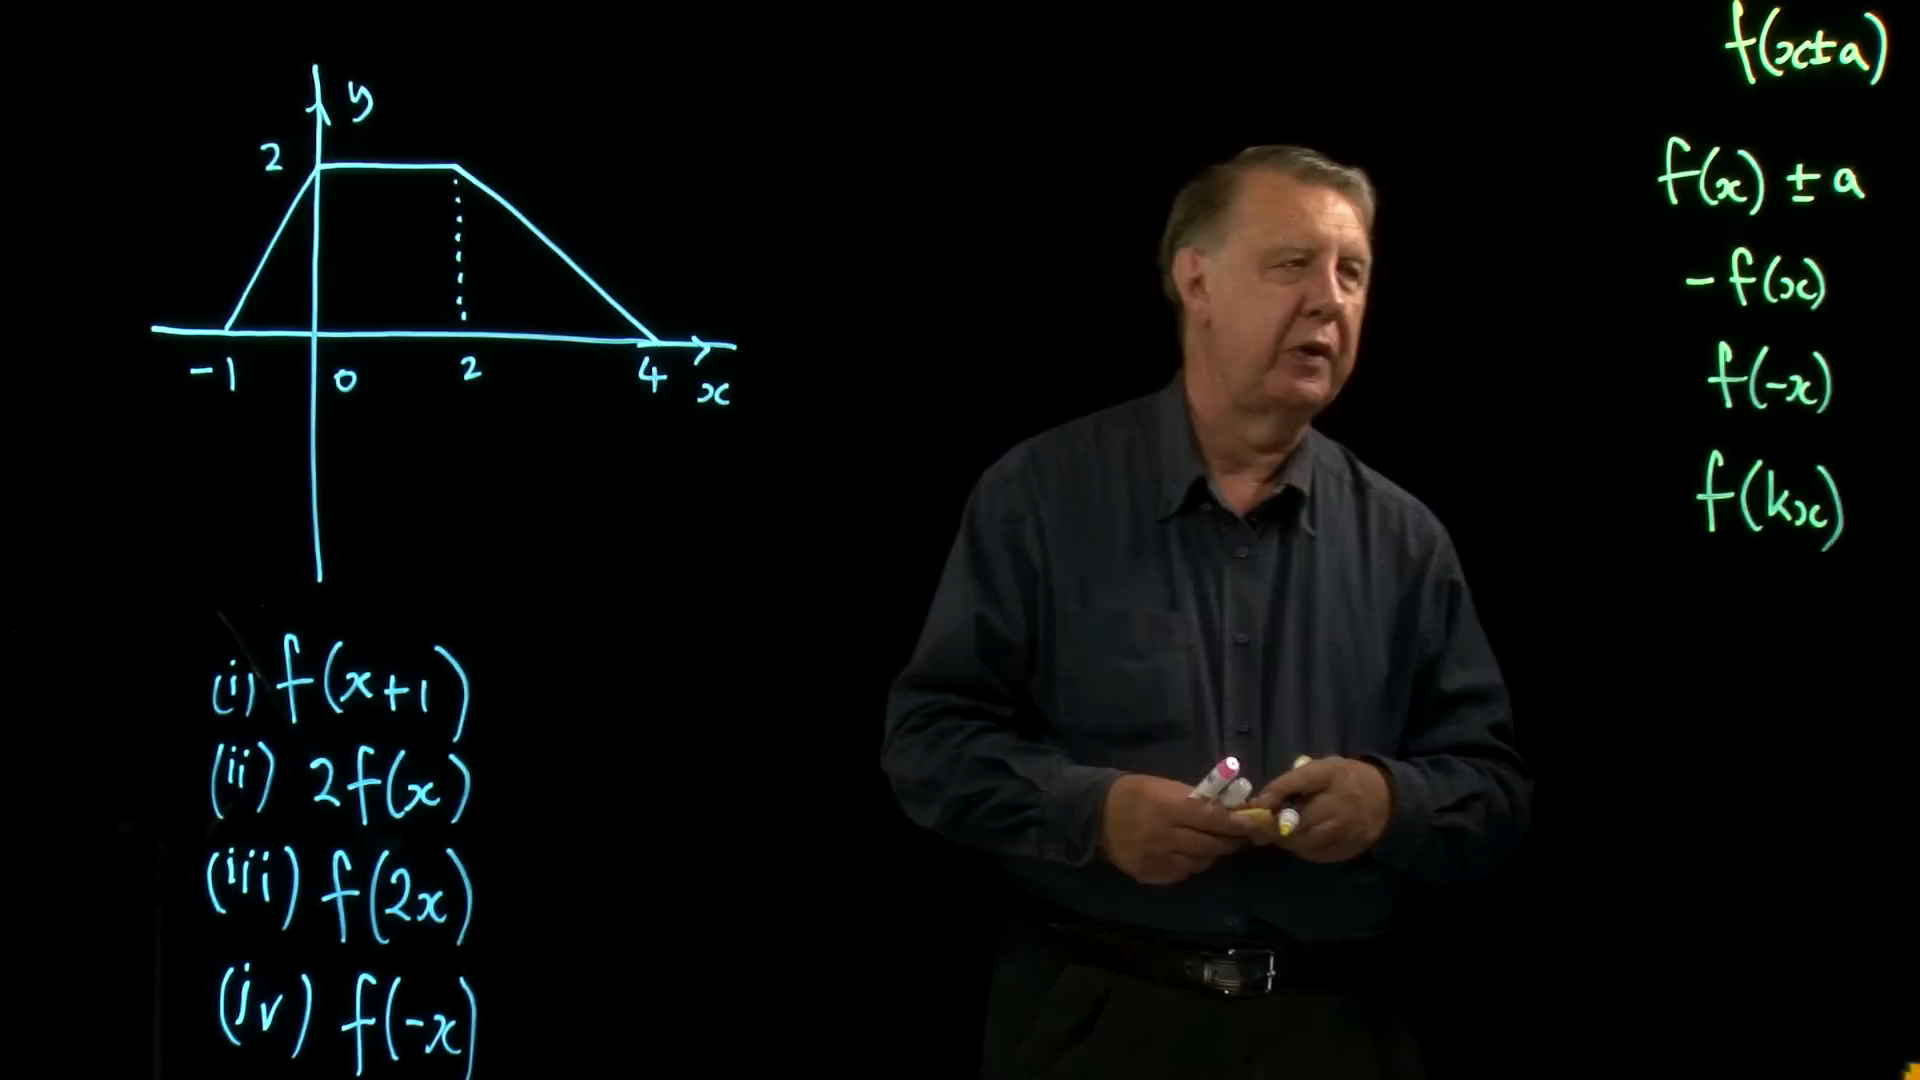 y
2
-1 0 2 4 x
(i) f(x+1)
(ii) 2f(x)
(iii) f(2x)
(iv) f(-x)
f(x±a)
f(x) ± a
-f(x)
f(-x)
f(kx)